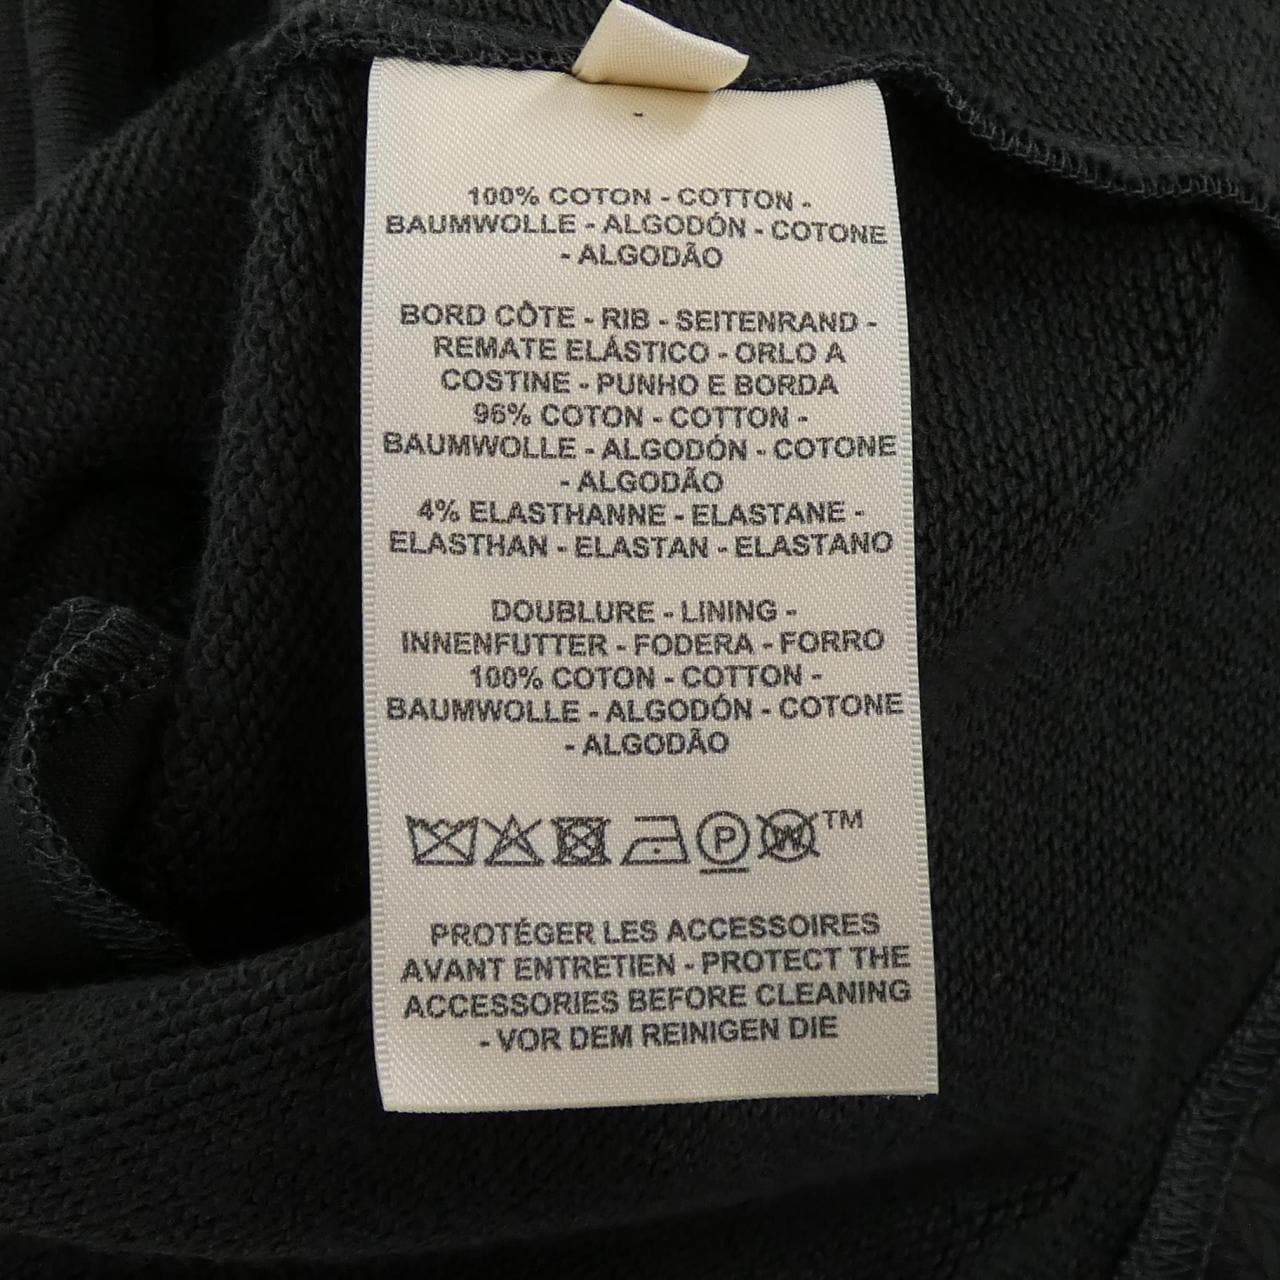 100% COTON - COTTON -
BAUMWOLLE - ALGODÓN - COTONE
- ALGODÃO
BORD CÔTE - RIB - SEITENRAND -
REMATE ELÁSTICO - ORLO A
COSTINE - PUNHO E BORDA
96% COTON - COTTON -
BAUMWOLLE - ALGODÓN - COTONE
- ALGODÃO
4% ELASTHANNE - ELASTANE -
ELASTHAN - ELASTAN - ELASTANO
DOUBLURE - LINING -
INNENFUTTER - FODERA - FORRO
100% COTON - COTTON -
BAUMWOLLE - ALGODÓN - COTONE
- ALGODÃO
P W TM
PROTÉGER LES ACCESSOIRES
AVANT ENTRETIEN - PROTECT THE
ACCESSORIES BEFORE CLEANING
- VOR DEM REINIGEN DIE